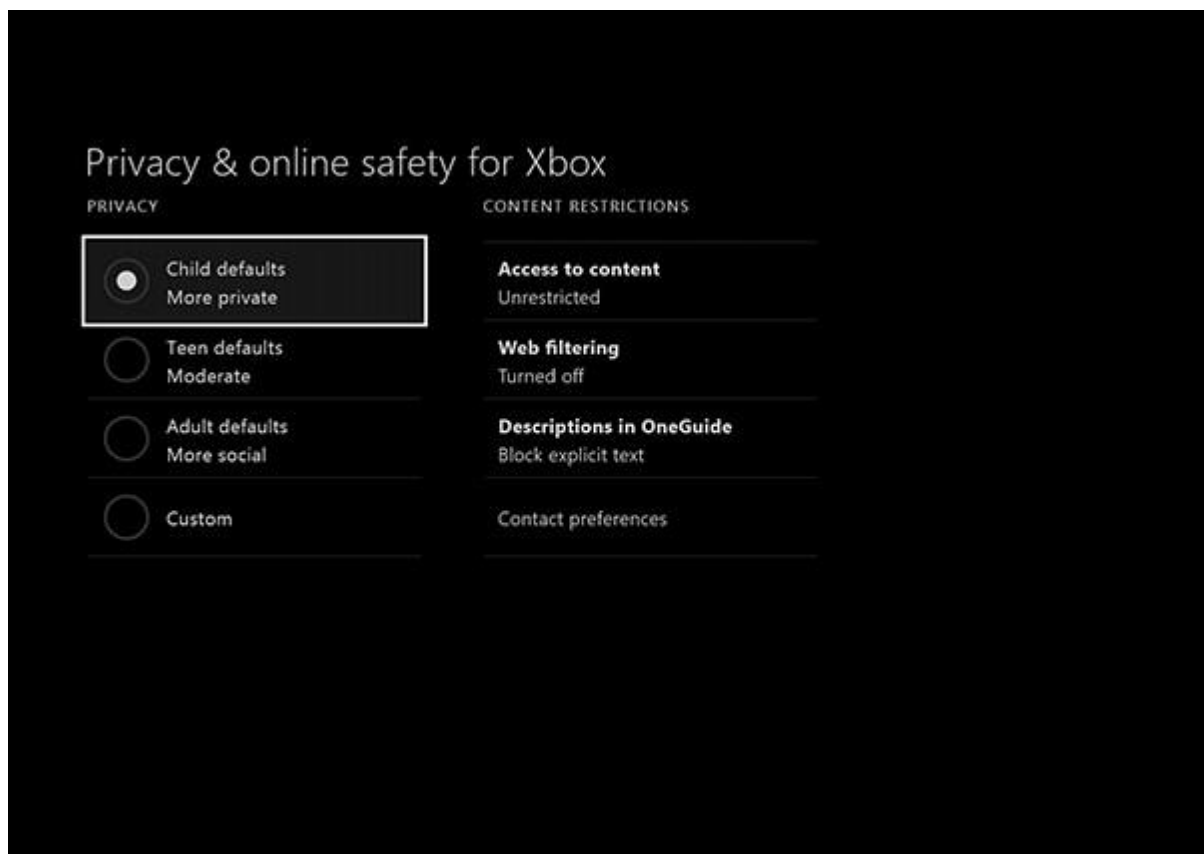 Privacy & online safety for Xbox
PRIVACY
Child defaults
More private
Teen defaults
Moderate
Adult defaults
More social
Custom
CONTENT RESTRICTIONS
Access to content
Unrestricted
Web filtering
Turned off
Descriptions in OneGuide
Block explicit text
Contact preferences